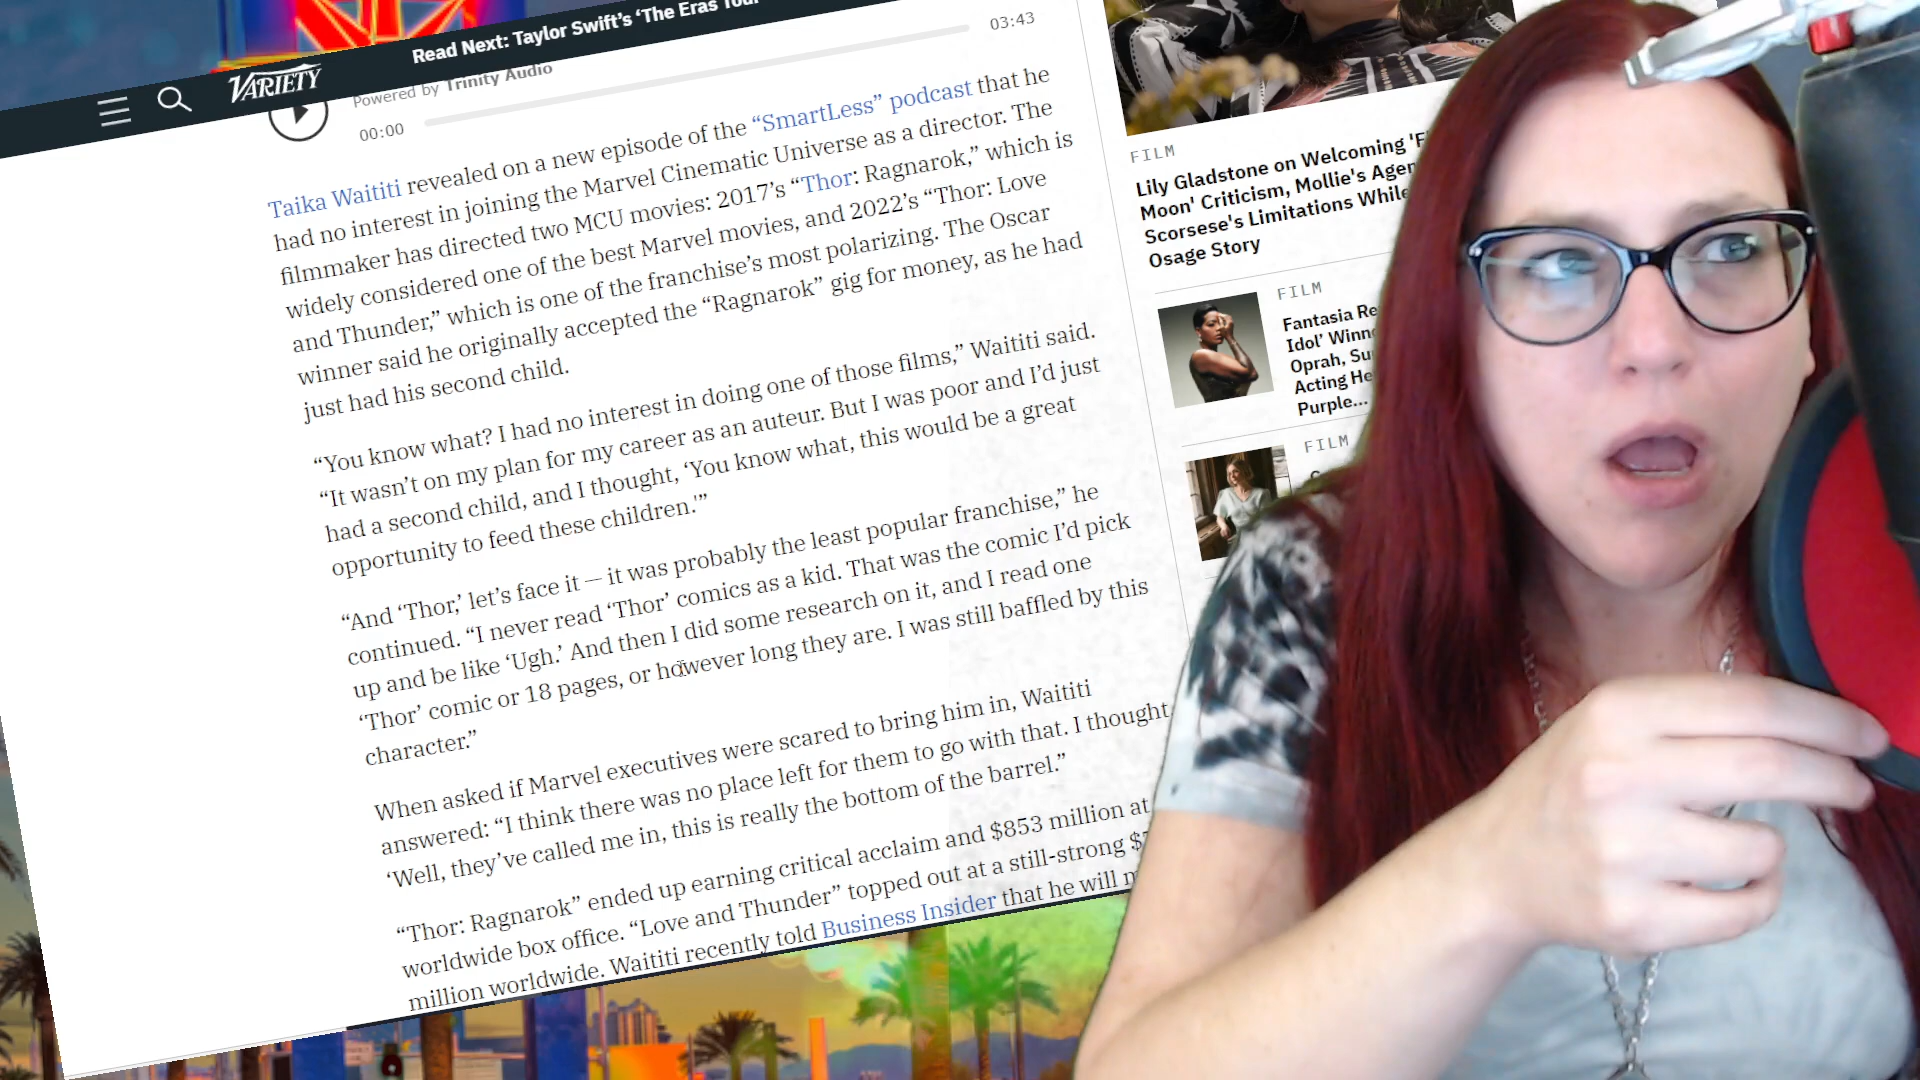 Read Next: Taylor Swift's 'The Eras Tour
VARIETY
Powered by Trinity Audio
00:00
03:43
Taika Waititi revealed on a new episode of the “SmartLess” podcast that he
had no interest in joining the Marvel Cinematic Universe as a director. The
filmmaker has directed two MCU movies: 2017’s “Thor: Ragnarok,” which is
widely considered one of the best Marvel movies, and 2022’s “Thor: Love
and Thunder,” which is one of the franchise’s most polarizing. The Oscar
winner said he originally accepted the “Ragnarok” gig for money, as he had
just had his second child.
“You know what? I had no interest in doing one of those films,” Waititi said.
“It wasn’t on my plan for my career as an auteur. But I was poor and I’d just
had a second child, and I thought, ‘You know what, this would be a great
opportunity to feed these children.'”
“And ‘Thor,’ let’s face it — it was probably the least popular franchise,” he
continued. “I never read ‘Thor’ comics as a kid. That was the comic I’d pick
up and be like ‘Ugh.’ And then I did some research on it, and I read one
‘Thor’ comic or 18 pages, or however long they are. I was still baffled by this
character.”
When asked if Marvel executives were scared to bring him in, Waititi
answered: “I think there was no place left for them to go with that. I thought,
‘Well, they’ve called me in, this is really the bottom of the barrel.”
“Thor: Ragnarok” ended up earning critical acclaim and $853 million at
worldwide box office. “Love and Thunder” topped out at a still-strong $7
million worldwide. Waititi recently told Business Insider that he will
FILM
Lily Gladstone on Welcoming 'F
Moon' Criticism, Mollie's Agen
Scorsese's Limitations While
Osage Story
FILM
Fantasia Re
Idol’ Winn
Oprah, Su
Acting He
Purple...
FILM